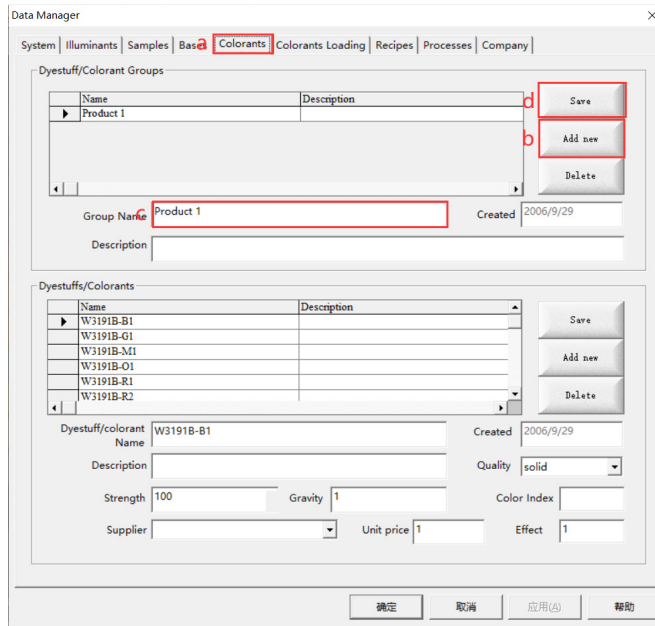 Data Manager
System Illuminants Samples Bases a Colorants Colorants Loading Recipes Processes Company
Dyestuff/Colorant Groups
Name Description
Product 1
d Save
b Add new
Delete
Group Name c Product 1 Created 2006/9/29
Description
Dyestuffs/Colorants
Name Description
W3191B-B1
W3191B-G1
W3191B-M1
W3191B-O1
W3191B-R1
W3191B-R2
Save
Add new
Delete
Dyestuff/colorant
Name W3191B-B1 Created 2006/9/29
Description Quality solid
Strength 100 Gravity 1 Color Index
Supplier Unit price 1 Effect 1
确定 取消 应用(A) 帮助